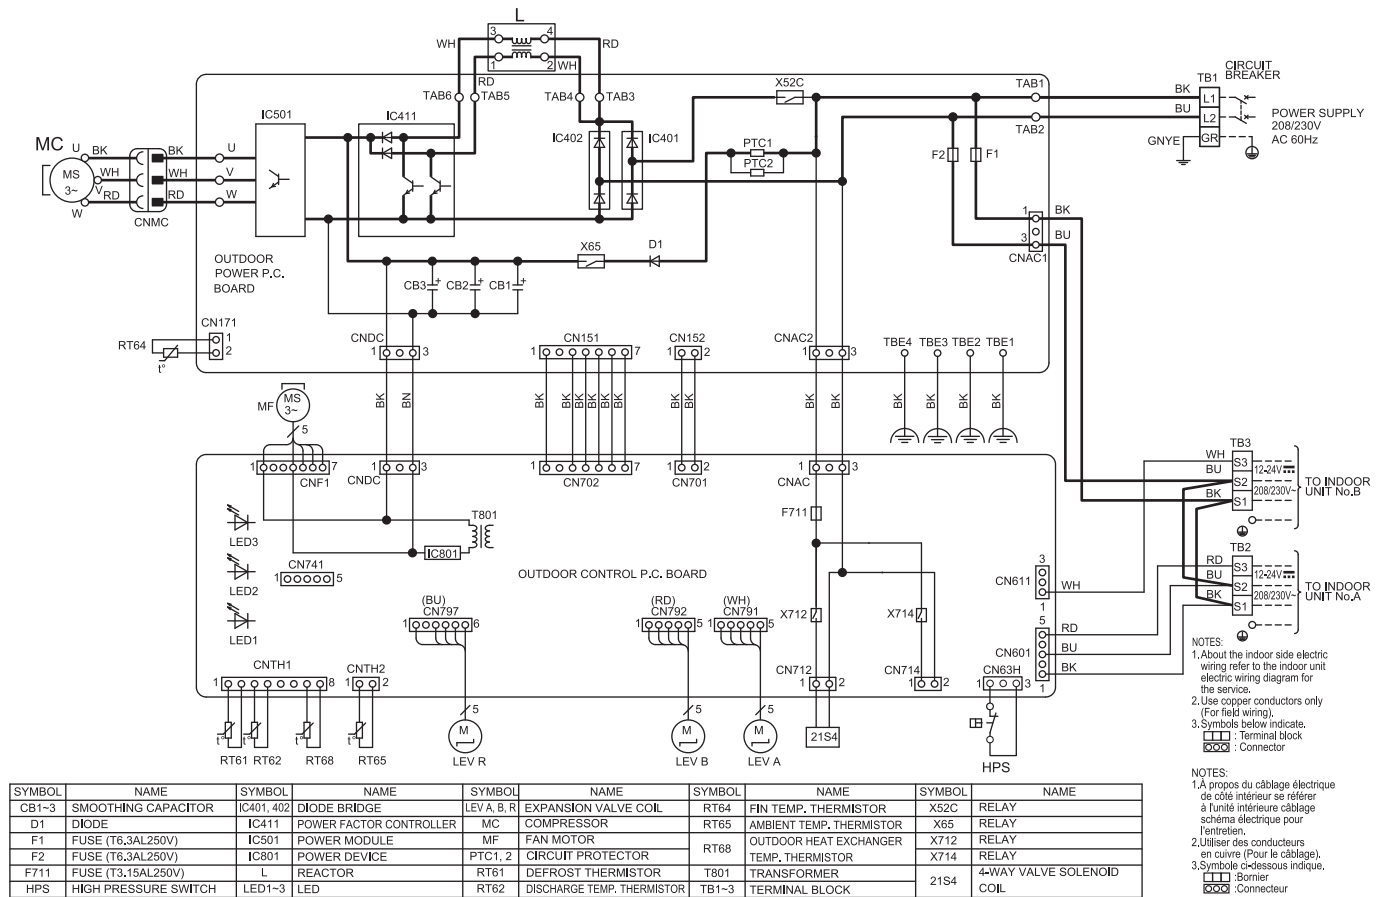 L
3 4
WH RD
1 2 WH
RD
TAB6 TAB5 TAB4 TAB3
X52C
TAB1
TAB2
TB1
CIRCUIT
BREAKER
BK L1
BU L2
GNYE GR
POWER SUPPLY
208/230V
AC 60Hz
IC501 IC411 IC402 IC401
PTC1
PTC2
F2 F1
MC
MS
3~
U BK BK U
WH WH V
V
RD RD W
W
CNMC
1 BK
3 BU
CNAC1
OUTDOOR
POWER P.C.
BOARD
X65 D1
CB3 + CB2 + CB1 +
CN171
1
2
RT64
t°
CNDC
1 3
CN151
1 7
CN152
1 2
CNAC2
1 3
TBE4 TBE3 TBE2 TBE1
MF
MS
3~
5
BK BN BK BK BK BK BK BK BK BK BK BK BK BK BK BK BK
1 7
CNF1
1 3
CNDC
1 7
CN702
1 2
CN701
1 3
CNAC
T801
IC801
F711
LED3
LED2
LED1
CN741
1 5
OUTDOOR CONTROL P.C. BOARD
(BU)
CN797
1 6
(RD)
CN792
1 5
(WH)
CN791
1 5
X712 X714
CN712
1 2
CN714
1 2
3
CN611
1
WH
5
CN601
1
RD
BU
BK
CN63H
1 3
CNTH1
1 8
CNTH2
1 2
t° t° t° t°
RT61 RT62 RT68 RT65
5
M
LEV R
5
M
LEV B
5
M
LEV A
21S4
HPS
TB3
WH S3 12-24V
BU S2
BK S1 208/230V~
TO INDOOR
UNIT No.B
TB2
RD S3 12-24V
BU S2
BK S1 208/230V~
TO INDOOR
UNIT No.A
NOTES:
1.About the indoor side electric
wiring refer to the indoor unit
electric wiring diagram for
the service.
2.Use copper conductors only
(For field wiring).
3.Symbols below indicate.
: Terminal block
: Connector
NOTES:
1.À propos du câblage électrique
de côté intérieur se référer
à l'unité intérieure câblage
schéma électrique pour
l'entretien.
2.Utiliser des conducteurs
en cuivre (Pour le câblage).
3.Symbole ci-dessous indique.
:Bornier
:Connecteur
SYMBOL NAME SYMBOL NAME SYMBOL NAME SYMBOL NAME SYMBOL NAME
CB1~3 SMOOTHING CAPACITOR IC401, 402 DIODE BRIDGE LEV A, B, R EXPANSION VALVE COIL RT64 FIN TEMP. THERMISTOR X52C RELAY
D1 DIODE IC411 POWER FACTOR CONTROLLER MC COMPRESSOR RT65 AMBIENT TEMP. THERMISTOR X65 RELAY
F1 FUSE (T6.3AL250V) IC501 POWER MODULE MF FAN MOTOR RT68 OUTDOOR HEAT EXCHANGER X712 RELAY
F2 FUSE (T6.3AL250V) IC801 POWER DEVICE PTC1, 2 CIRCUIT PROTECTOR TEMP. THERMISTOR X714 RELAY
F711 FUSE (T3.15AL250V) L REACTOR RT61 DEFROST THERMISTOR T801 TRANSFORMER 21S4 4-WAY VALVE SOLENOID
HPS HIGH PRESSURE SWITCH LED1~3 LED RT62 DISCHARGE TEMP. THERMISTOR TB1~3 TERMINAL BLOCK COIL